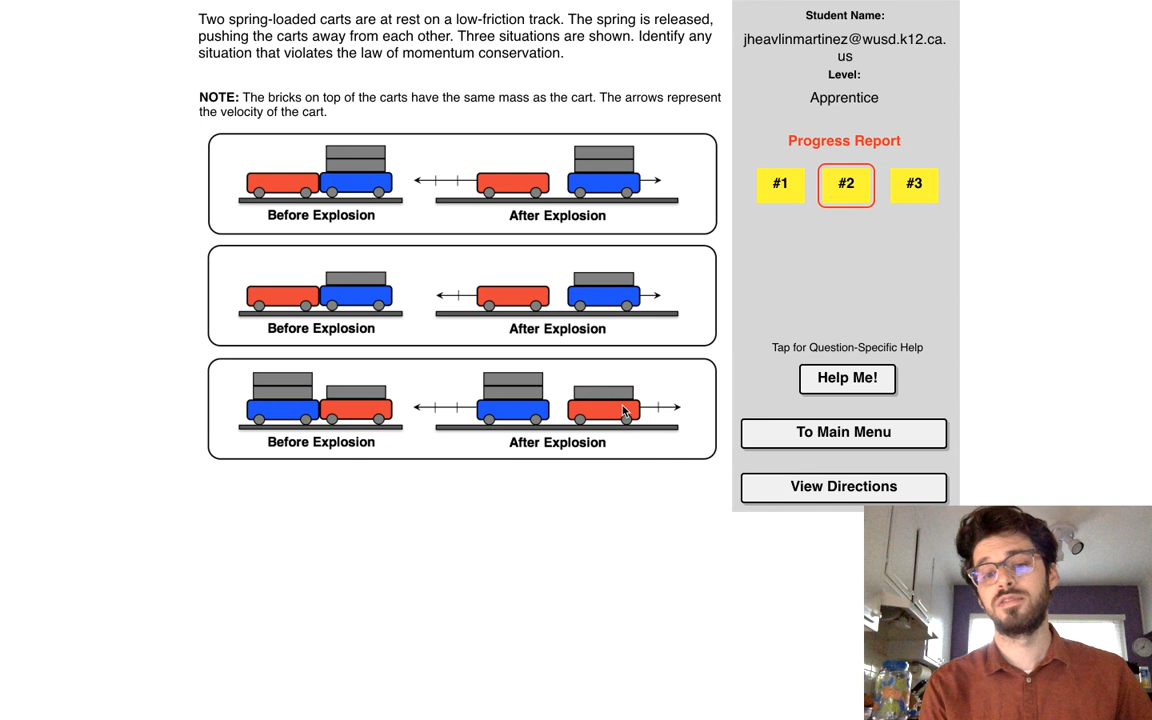 Two spring-loaded carts are at rest on a low-friction track. The spring is released,
pushing the carts away from each other. Three situations are shown. Identify any
situation that violates the law of momentum conservation.
NOTE: The bricks on top of the carts have the same mass as the cart. The arrows represent
the velocity of the cart.
Before Explosion
After Explosion
Before Explosion
After Explosion
Before Explosion
After Explosion
Student Name:
jheavlinmartinez@wusd.k12.ca.
us
Level:
Apprentice
Progress Report
#1 #2 #3
Tap for Question-Specific Help
Help Me!
To Main Menu
View Directions